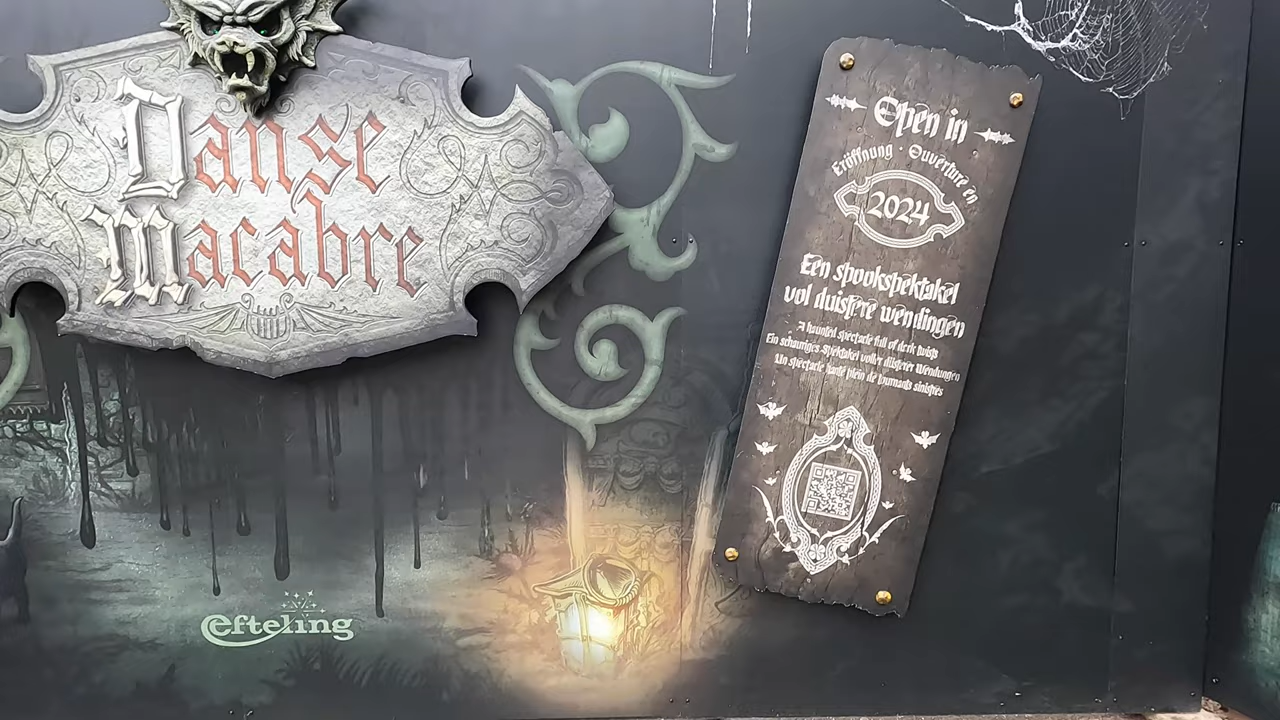 Danse
Macabre
efteling
Open in
Eröffnung · Ouverture en
2024
Een spookspektakel
vol duistere wendingen
A haunted spectacle full of dark twists
Ein schauriges Spektakel voller düsterer Wendungen
Un spectacle hanté plein de tournants sinistres